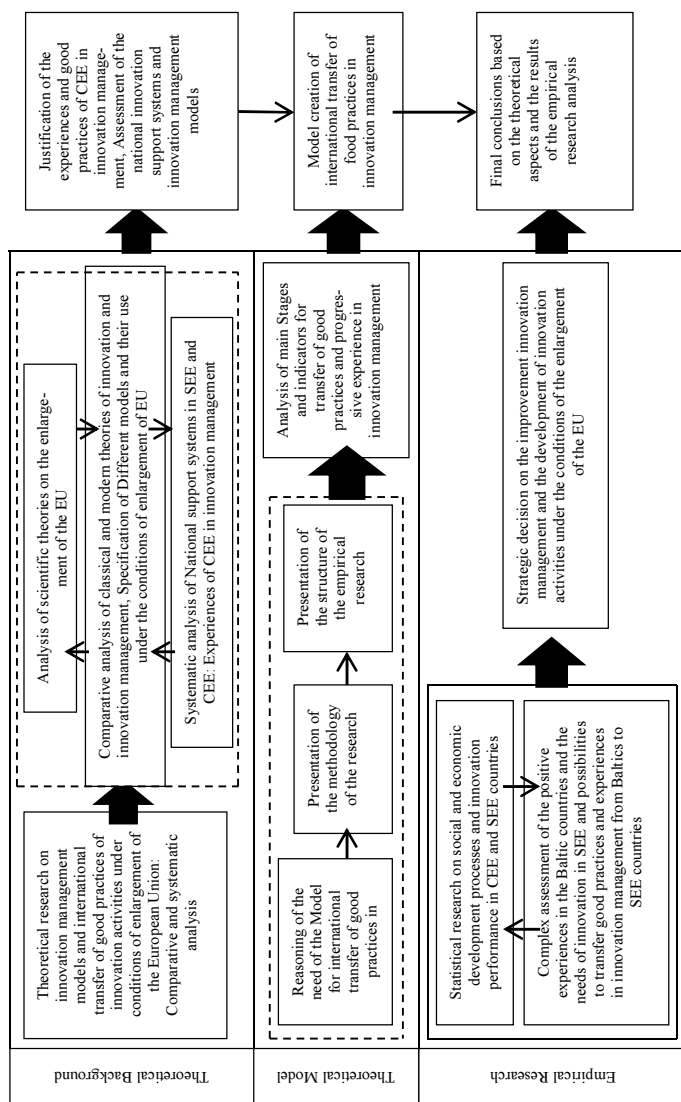 Theoretical Background
Theoretical research on
innovation management
models and international
transfer of good practices of
innovation activities under
conditions of enlargement of
the European Union:
Comparative and systematic
analysis
Analysis of scientific theories on the enlarge-
ment of the EU
Comparative analysis of classical and modern theories of innovation and
innovation management, Specification of Different models and their use
under the conditions of enlargement of EU
Systematic analysis of National support systems in SEE and
CEE: Experiences of CEE in innovation management
Justification of the
experiences and good
practices of CEE in
innovation manage-
ment, Assessment of the
national innovation
support systems and
innovation management
models
Theoretical Model
Reasoning of the
need of the Model
for international
transfer of good
practices in
Presentation of
the methodology
of the research
Presentation of
the structure of
the empirical
research
Analysis of main Stages
and indicators for
transfer of good
practices and progres-
sive experience in
innovation management
Model creation of
international transfer of
food practices in
innovation management
Empirical Research
Statistical research on social and economic
development processes and innovation
performance in CEE and SEE countries
Complex assessment of the positive
experiences in the Baltic countries and the
needs of innovation in SEE and possibilities
to transfer good practices and experiences
in innovation management from Baltics to
SEE countries
Strategic decision on the improvement innovation
management and the development of innovation
activities under the conditions of the enlargement
of the EU
Final conclusions based
on the theoretical
aspects and the results
of the empirical
research analysis